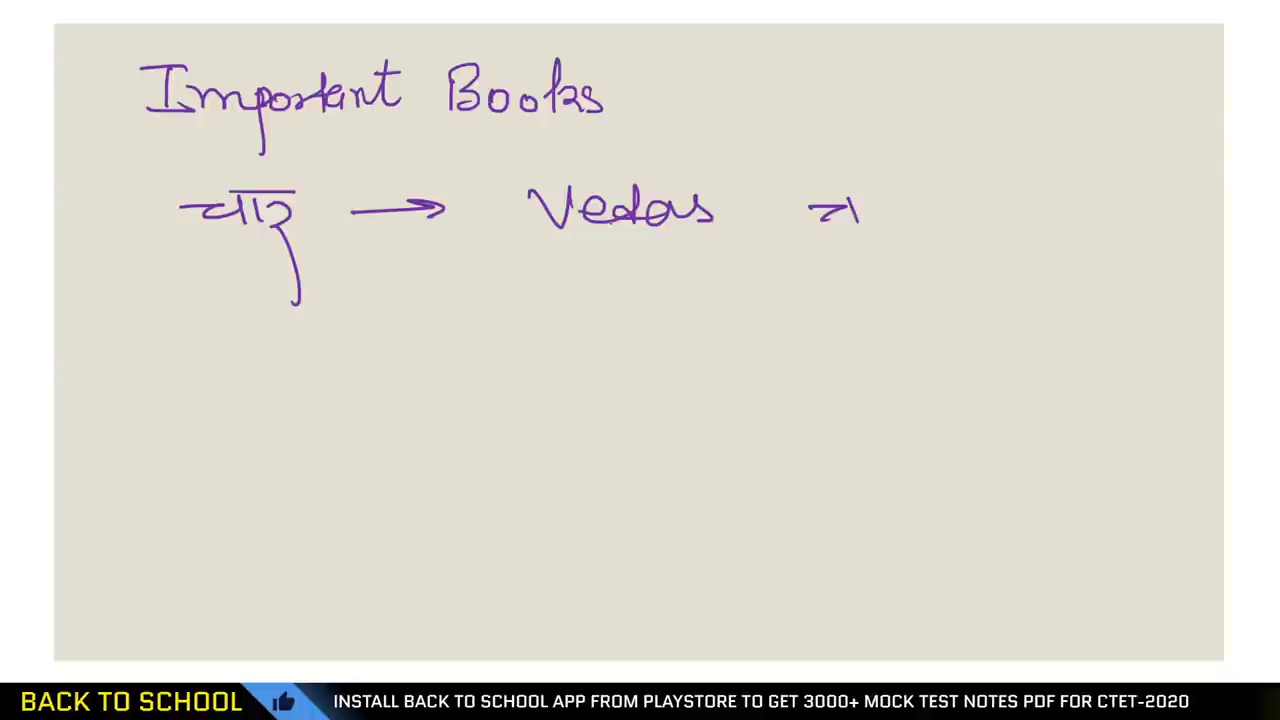 Important Books
चार → Vedas
BACK TO SCHOOL
INSTALL BACK TO SCHOOL APP FROM PLAYSTORE TO GET 3000+ MOCK TEST NOTES PDF FOR CTET-2020